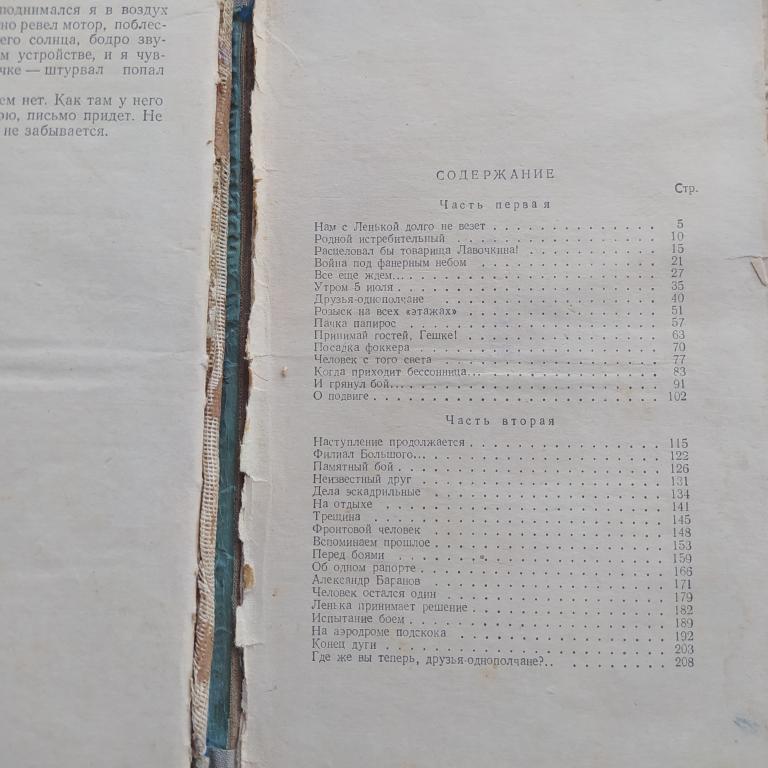 поднимался я в воздух
но ревел мотор, поблес-
его солнца, бодро зву-
м устройстве, и я чув-
чке — штурвал попал
ем нет. Как там у него
рю, письмо придет. Не
не забывается.
СОДЕРЖАНИЕ
Стр.
Часть первая
Нам с Ленькой долго не везет . . . . . . . . . . . . . . 5
Родной истребительный . . . . . . . . . . . . . . . . 10
Расцеловал бы товарища Лавочкина! . . . . . . . . . . . 15
Война под фанерным небом . . . . . . . . . . . . . . 21
Все еще ждем... . . . . . . . . . . . . . . . . . . . 27
Утром 5 июля . . . . . . . . . . . . . . . . . . . . 35
Друзья-однополчане . . . . . . . . . . . . . . . . . 40
Розыск на всех «этажах» . . . . . . . . . . . . . . . 51
Пачка папирос . . . . . . . . . . . . . . . . . . . 57
Принимай гостей, Гешке! . . . . . . . . . . . . . . . 63
Посадка фоккера . . . . . . . . . . . . . . . . . . 70
Человек с того света . . . . . . . . . . . . . . . . . 77
Когда приходит бессонница... . . . . . . . . . . . . . 83
И грянул бой... . . . . . . . . . . . . . . . . . . . 91
О подвиге . . . . . . . . . . . . . . . . . . . . . 102
Часть вторая
Наступление продолжается . . . . . . . . . . . . . . 115
Филиал Большого... . . . . . . . . . . . . . . . . . 122
Памятный бой . . . . . . . . . . . . . . . . . . . 126
Неизвестный друг . . . . . . . . . . . . . . . . . . 131
Дела эскадрильные . . . . . . . . . . . . . . . . . 134
На отдыхе . . . . . . . . . . . . . . . . . . . . . 141
Трещина . . . . . . . . . . . . . . . . . . . . . . 145
Фронтовой человек . . . . . . . . . . . . . . . . . 148
Вспоминаем прошлое . . . . . . . . . . . . . . . . 153
Перед боями . . . . . . . . . . . . . . . . . . . . 159
Об одном рапорте . . . . . . . . . . . . . . . . . 166
Александр Баганов . . . . . . . . . . . . . . . . . 171
Человек остался один . . . . . . . . . . . . . . . . 179
Ленька принимает решение . . . . . . . . . . . . . . 182
Испытание боем . . . . . . . . . . . . . . . . . . 189
На аэродроме подскока . . . . . . . . . . . . . . . 192
Конец дуги . . . . . . . . . . . . . . . . . . . . 203
Где же вы теперь, друзья-однополчане?.. . . . . . . . . 208